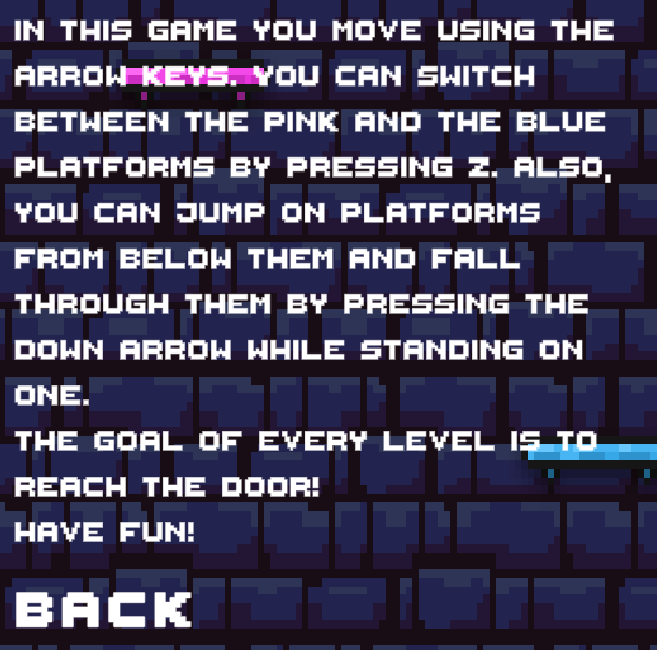 IN THIS GAME YOU MOVE USING THE
ARROW KEYS. YOU CAN SWITCH
BETWEEN THE PINK AND THE BLUE
PLATFORMS BY PRESSING Z. ALSO,
YOU CAN JUMP ON PLATFORMS
FROM BELOW THEM AND FALL
THROUGH THEM BY PRESSING THE
DOWN ARROW WHILE STANDING ON
ONE.
THE GOAL OF EVERY LEVEL IS TO
REACH THE DOOR!
HAVE FUN!
BACK